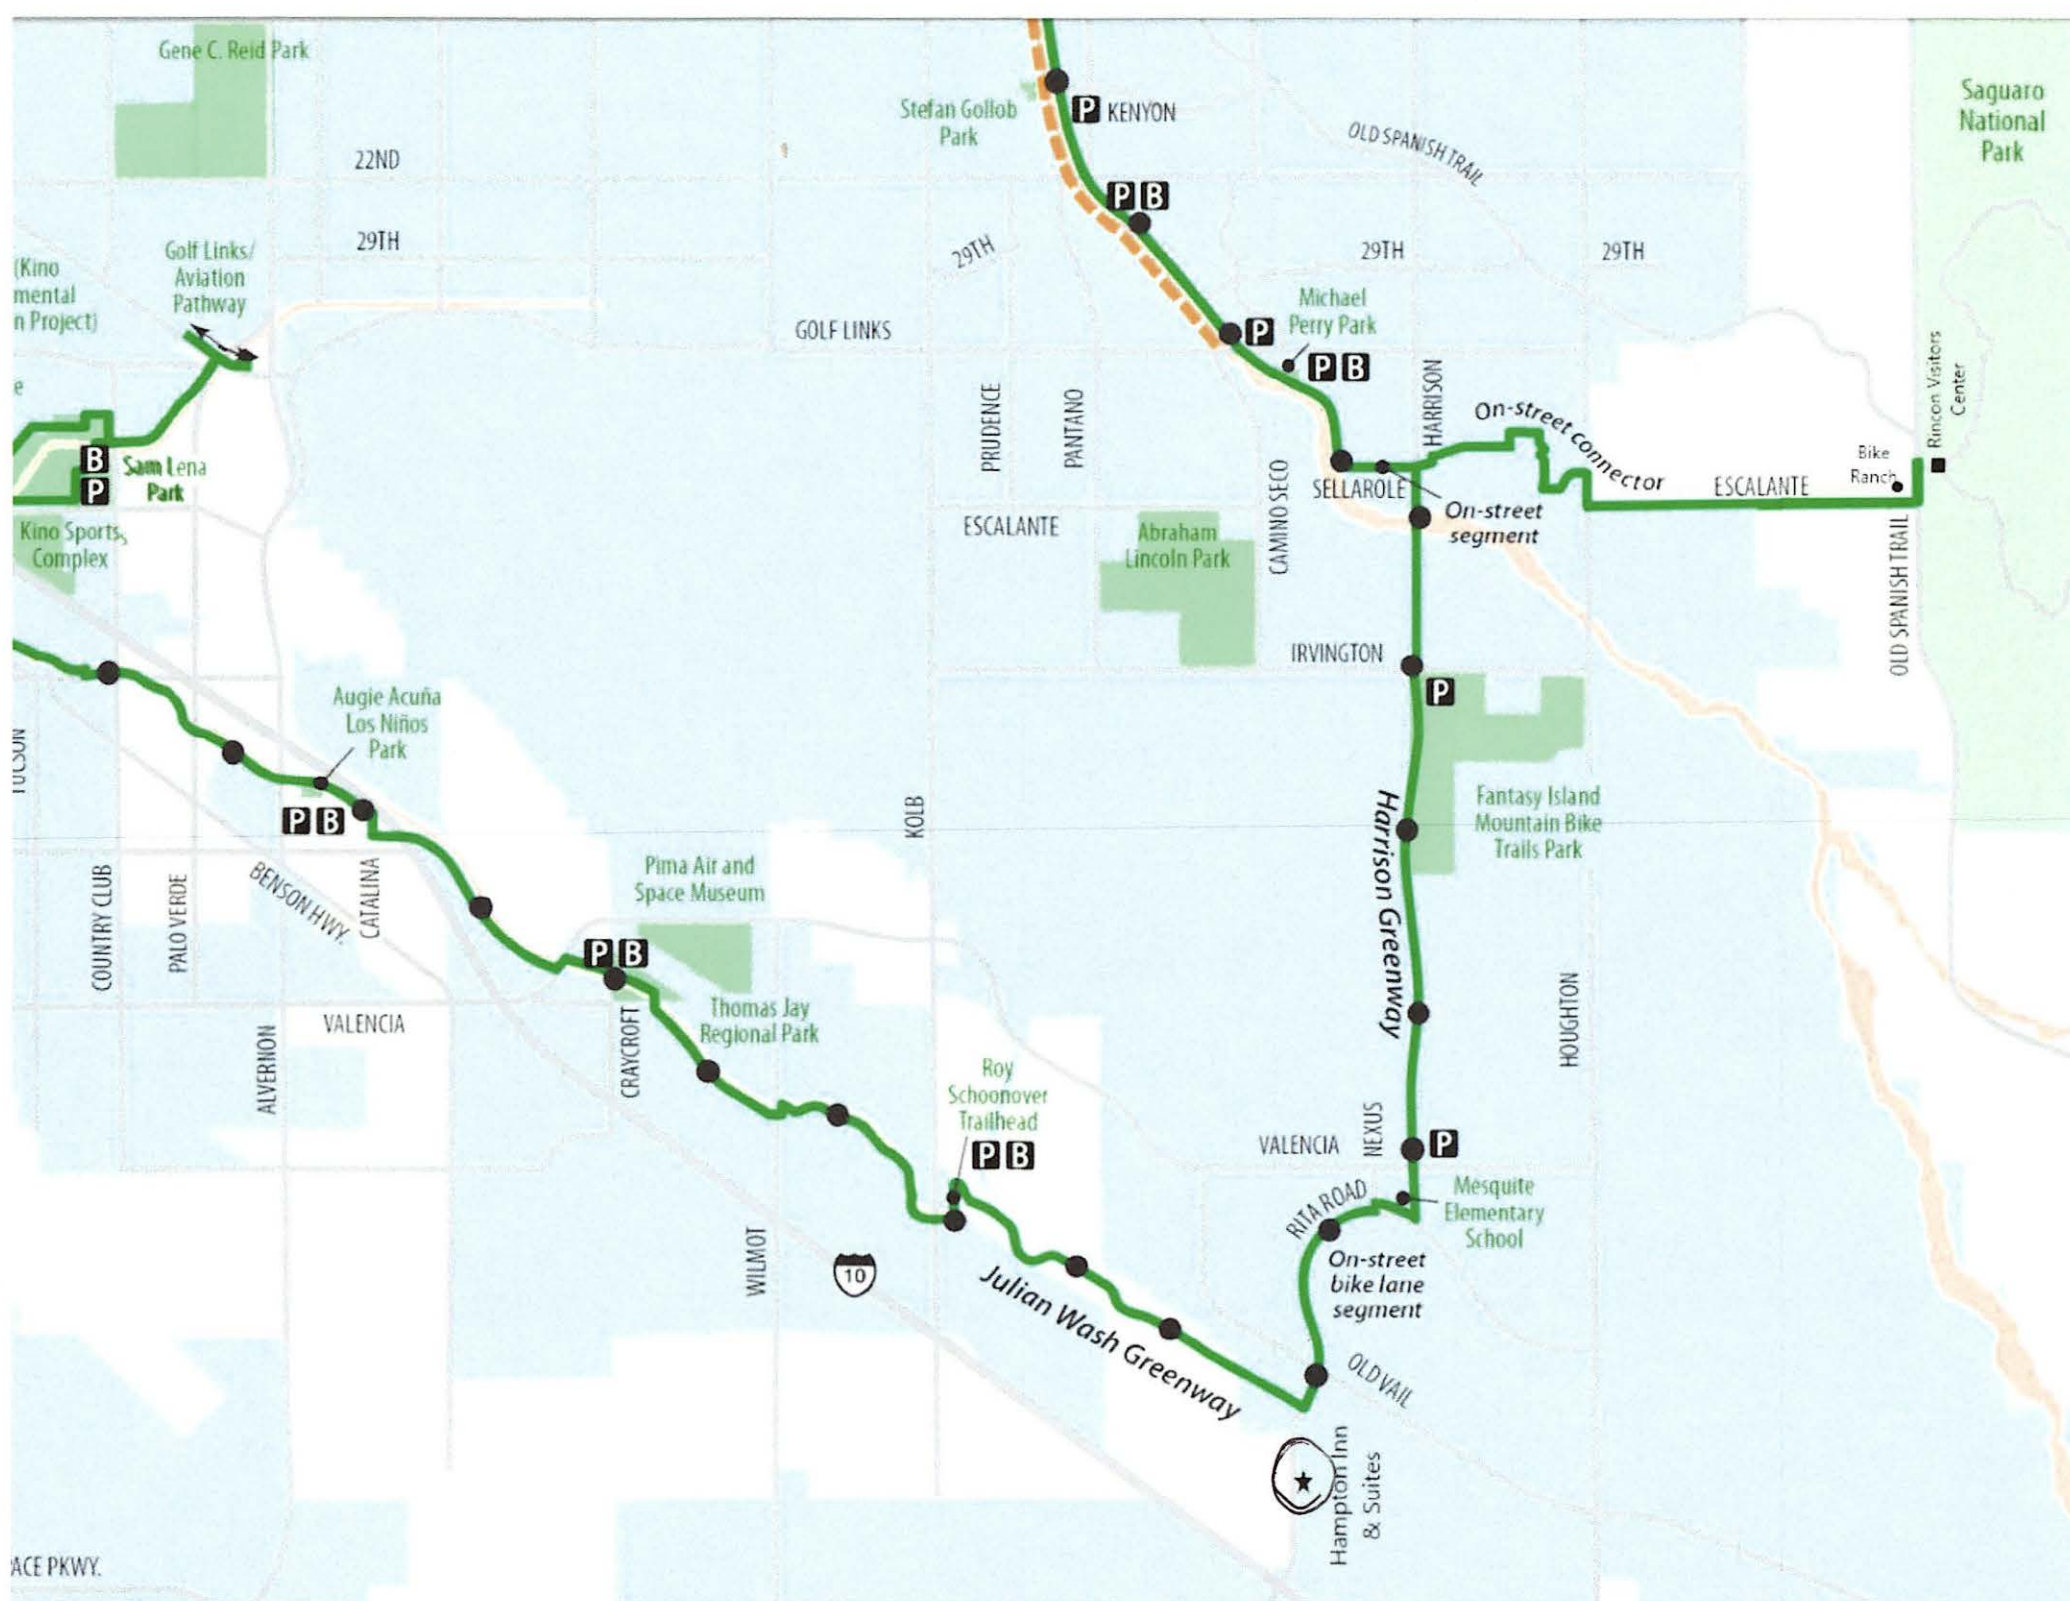 Gene C. Reid Park
22ND
29TH
(Kino
mental
n Project)
Golf Links/
Aviation
Pathway
e
B
P
Sam Lena
Park
Kino Sports
Complex
Stefan Gollob
Park
P KENYON
P B
OLD SPANISH TRAIL
Saguaro
National
Park
29TH
29TH
29TH
GOLF LINKS
P
Michael
Perry Park
P B
PRUDENCE
PANTANO
HARRISON
CAMINO SECO
SELLAROLE
On-street connector
On-street
segment
ESCALANTE
Bike
Ranch
Rincon Visitors
Center
OLD SPANISH TRAIL
ESCALANTE
Abraham
Lincoln Park
IRVINGTON
P
Fantasy Island
Mountain Bike
Trails Park
Harrison Greenway
HOUGHTON
TUCSON
Augie Acuña
Los Niños
Park
P B
KOLB
COUNTRY CLUB
PALO VERDE
BENSON HWY.
CATALINA
Pima Air and
Space Museum
P B
Thomas Jay
Regional Park
VALENCIA
ALVERNON
CRAYCROFT
Roy
Schoonover
Trailhead
P B
WILMOT
10
Julian Wash Greenway
VALENCIA
NEXUS
P
RITA ROAD
Mesquite
Elementary
School
On-street
bike lane
segment
OLD VAIL
Hampton Inn
& Suites
PACE PKWY.